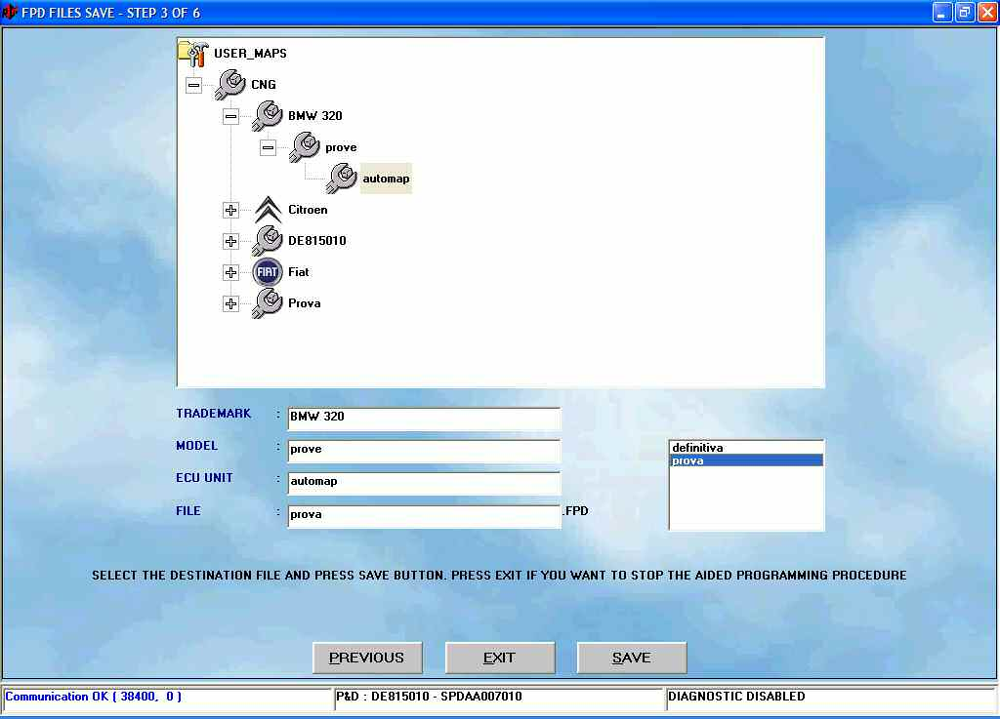 FPD FILES SAVE - STEP 3 OF 6
USER_MAPS
CNG
BMW 320
prove
automap
Citroen
DE815010
FIAT Fiat
Prova
TRADEMARK : BMW 320
MODEL : prove
ECU UNIT : automap
FILE : prova .FPD
definitiva
prova
SELECT THE DESTINATION FILE AND PRESS SAVE BUTTON. PRESS EXIT IF YOU WANT TO STOP THE AIDED PROGRAMMING PROCEDURE
PREVIOUS EXIT SAVE
Communication OK ( 38400, 0 ) P&D : DE815010 - SPDAA007010 DIAGNOSTIC DISABLED